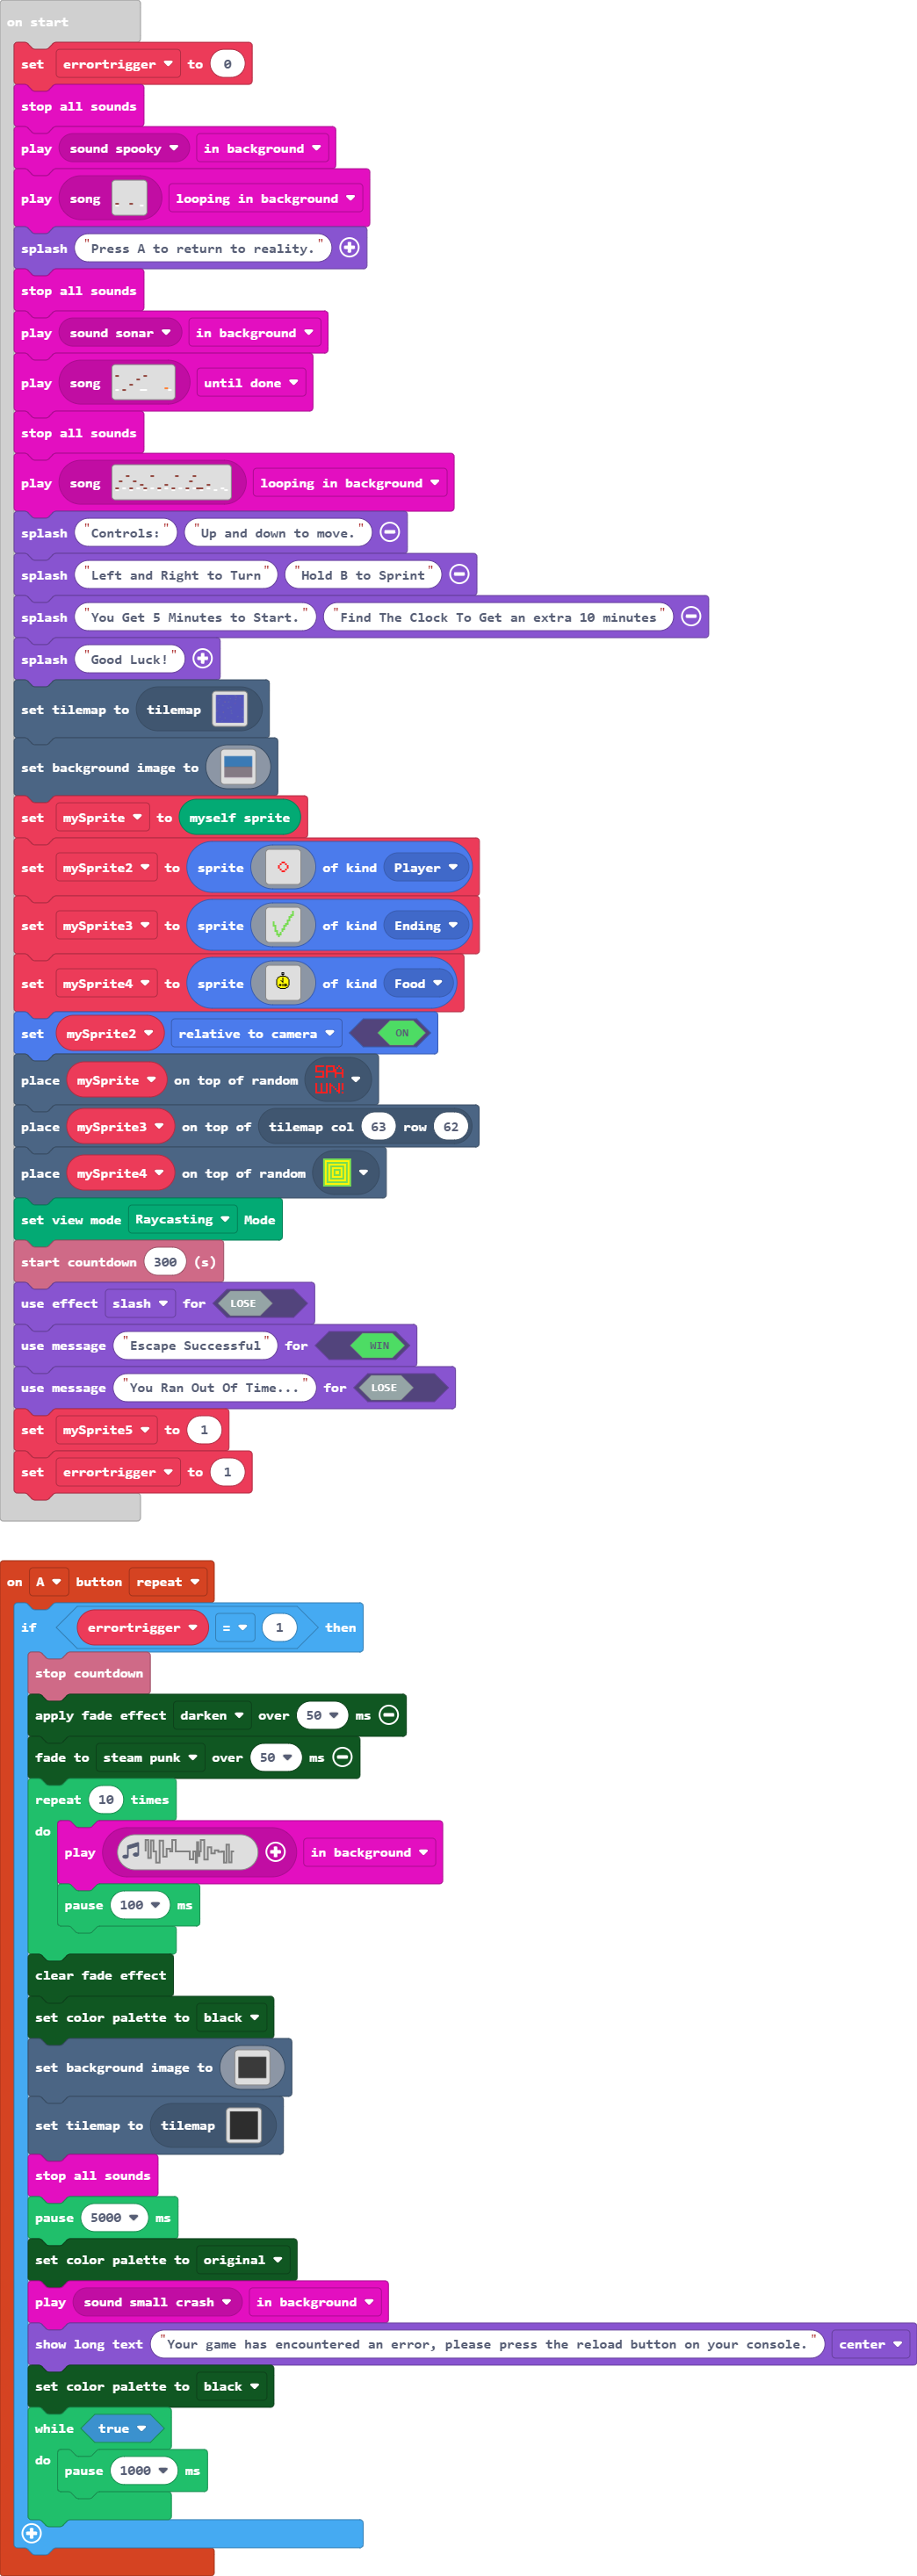 on start
set errortrigger to 0
stop all sounds
play sound spooky in background
play song looping in background
splash "Press A to return to reality."
stop all sounds
play sound sonar in background
play song until done
stop all sounds
play song looping in background
splash "Controls:" "Up and down to move."
splash "Left and Right to Turn" "Hold B to Sprint"
splash "You Get 5 Minutes to Start." "Find The Clock To Get an extra 10 minutes"
splash "Good Luck!"
set tilemap to tilemap
set background image to
set mySprite to myself sprite
set mySprite2 to sprite of kind Player
set mySprite3 to sprite of kind Ending
set mySprite4 to sprite of kind Food
set mySprite2 relative to camera ON
place mySprite on top of random SPA
WN!
place mySprite3 on top of tilemap col 63 row 62
place mySprite4 on top of random
set view mode Raycasting Mode
start countdown 300 (s)
use effect slash for LOSE
use message "Escape Successful" for WIN
use message "You Ran Out Of Time..." for LOSE
set mySprite5 to 1
set errortrigger to 1
on A button repeat
if errortrigger = 1 then
stop countdown
apply fade effect darken over 50 ms
fade to steam punk over 50 ms
repeat 10 times
do
play in background
pause 100 ms
clear fade effect
set color palette to black
set background image to
set tilemap to tilemap
stop all sounds
pause 5000 ms
set color palette to original
play sound small crash in background
show long text "Your game has encountered an error, please press the reload button on your console." center
set color palette to black
while true
do
pause 1000 ms